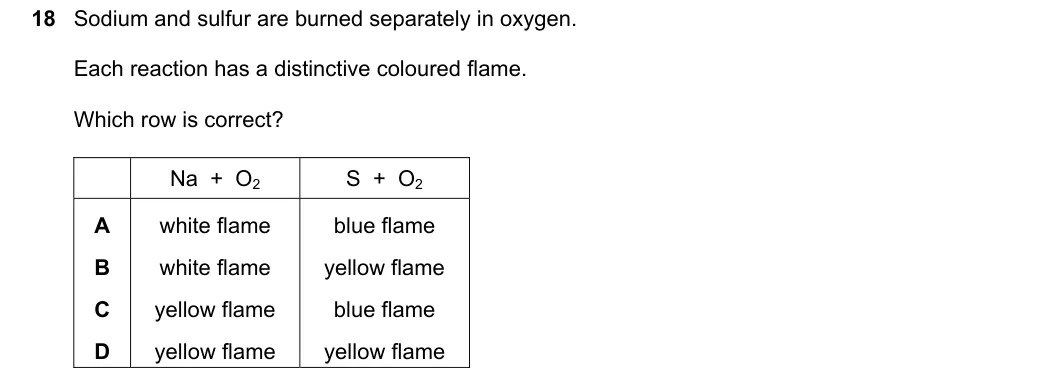 18 Sodium and sulfur are burned separately in oxygen.
Each reaction has a distinctive coloured flame.
Which row is correct?
Na + O₂ S + O₂
A white flame blue flame
B white flame yellow flame
C yellow flame blue flame
D yellow flame yellow flame